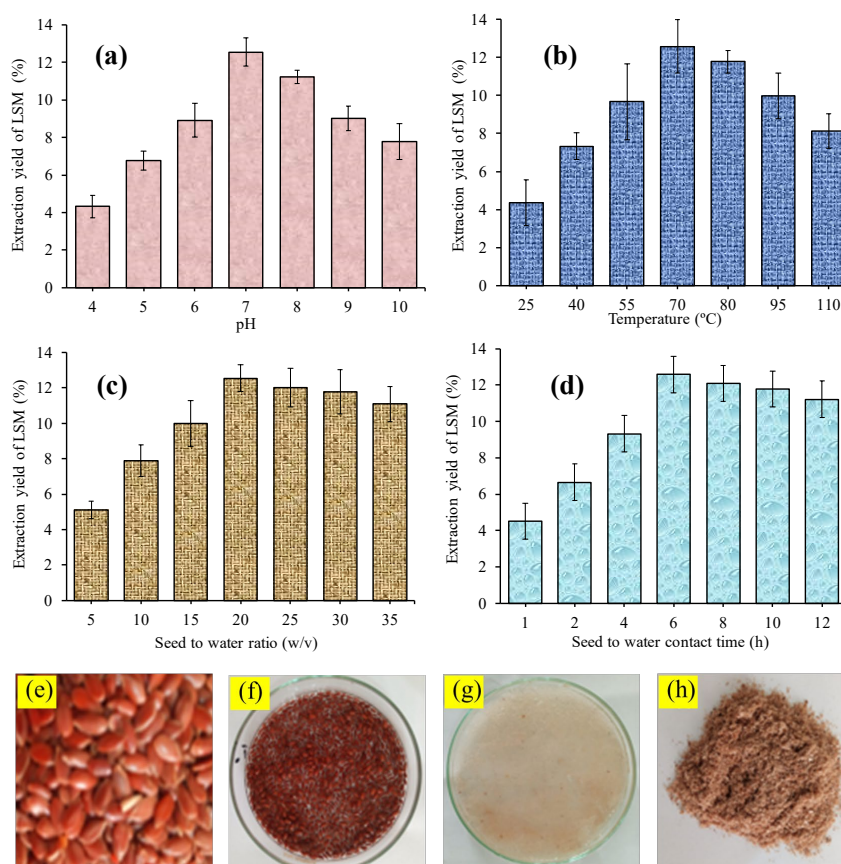 14
12
10
8
6
4
2
0
Extraction yield of LSM (%)
(a)
4 5 6 7 8 9 10
pH
14
12
10
8
6
4
2
0
Extraction yield of LSM (%)
(b)
25 40 55 70 80 95 110
Temperature (ºC)
14
12
10
8
6
4
2
0
Extraction yield of LSM (%)
(c)
5 10 15 20 25 30 35
Seed to water ratio (w/v)
14
12
10
8
6
4
2
0
Extraction yield of LSM (%)
(d)
1 2 4 6 8 10 12
Seed to water contact time (h)
(e)
(f)
(g)
(h)